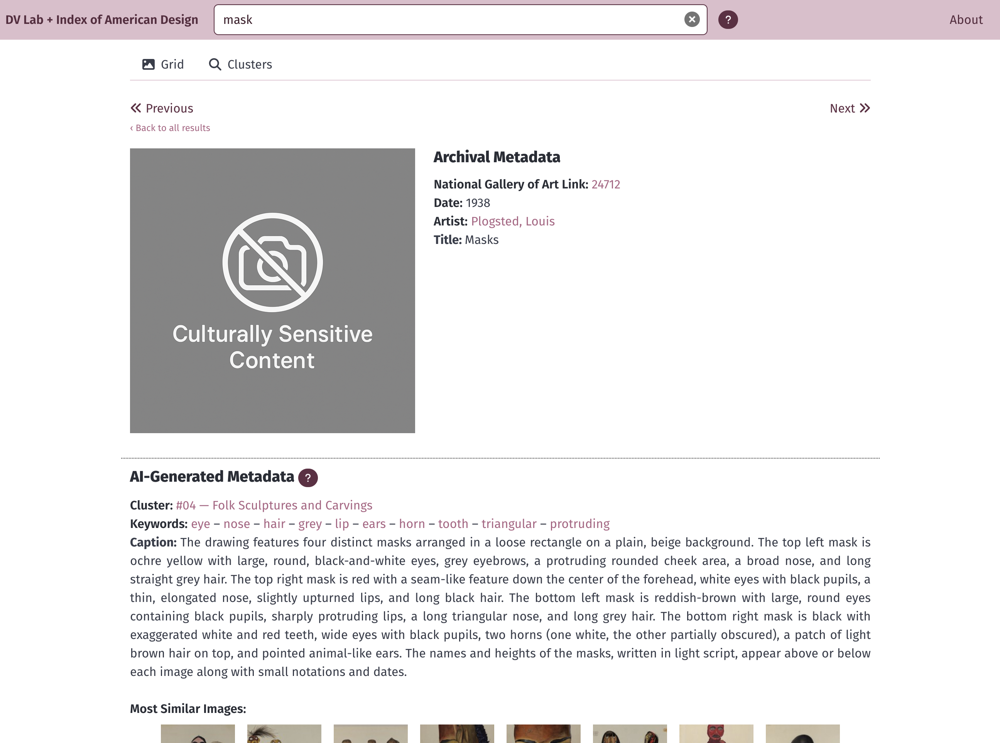 DV Lab + Index of American Design
mask
?
About
Grid
Clusters
Previous
Next
‹ Back to all results
Culturally Sensitive
Content
Archival Metadata
National Gallery of Art Link: 24712
Date: 1938
Artist: Plogsted, Louis
Title: Masks
AI-Generated Metadata ?
Cluster: #04 — Folk Sculptures and Carvings
Keywords: eye – nose – hair – grey – lip – ears – horn – tooth – triangular – protruding
Caption: The drawing features four distinct masks arranged in a loose rectangle on a plain, beige background. The top left mask is
ochre yellow with large, round, black-and-white eyes, grey eyebrows, a protruding rounded cheek area, a broad nose, and long
straight grey hair. The top right mask is red with a seam-like feature down the center of the forehead, white eyes with black pupils, a
thin, elongated nose, slightly upturned lips, and long black hair. The bottom left mask is reddish-brown with large, round eyes
containing black pupils, sharply protruding lips, a long triangular nose, and long grey hair. The bottom right mask is black with
exaggerated white and red teeth, wide eyes with black pupils, two horns (one white, the other partially obscured), a patch of light
brown hair on top, and pointed animal-like ears. The names and heights of the masks, written in light script, appear above or below
each image along with small notations and dates.
Most Similar Images: